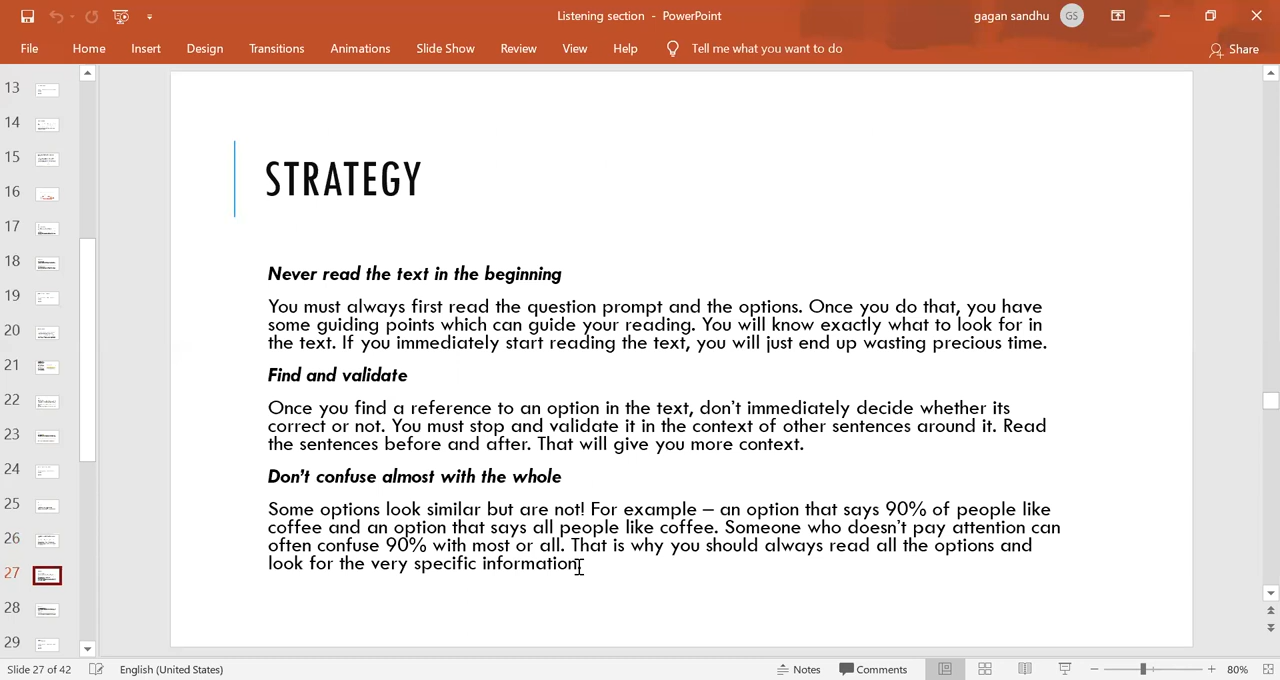 Listening section - PowerPoint
gagan sandhu GS
File Home Insert Design Transitions Animations Slide Show Review View Help Tell me what you want to do Share
13
14
15
16
17
18
19
20
21
22
23
24
25
26
27
28
29
STRATEGY
Never read the text in the beginning
You must always first read the question prompt and the options. Once you do that, you have
some guiding points which can guide your reading. You will know exactly what to look for in
the text. If you immediately start reading the text, you will just end up wasting precious time.
Find and validate
Once you find a reference to an option in the text, don't immediately decide whether its
correct or not. You must stop and validate it in the context of other sentences around it. Read
the sentences before and after. That will give you more context.
Don't confuse almost with the whole
Some options look similar but are not! For example – an option that says 90% of people like
coffee and an option that says all people like coffee. Someone who doesn't pay attention can
often confuse 90% with most or all. That is why you should always read all the options and
look for the very specific information.
Slide 27 of 42 English (United States) Notes Comments 80%